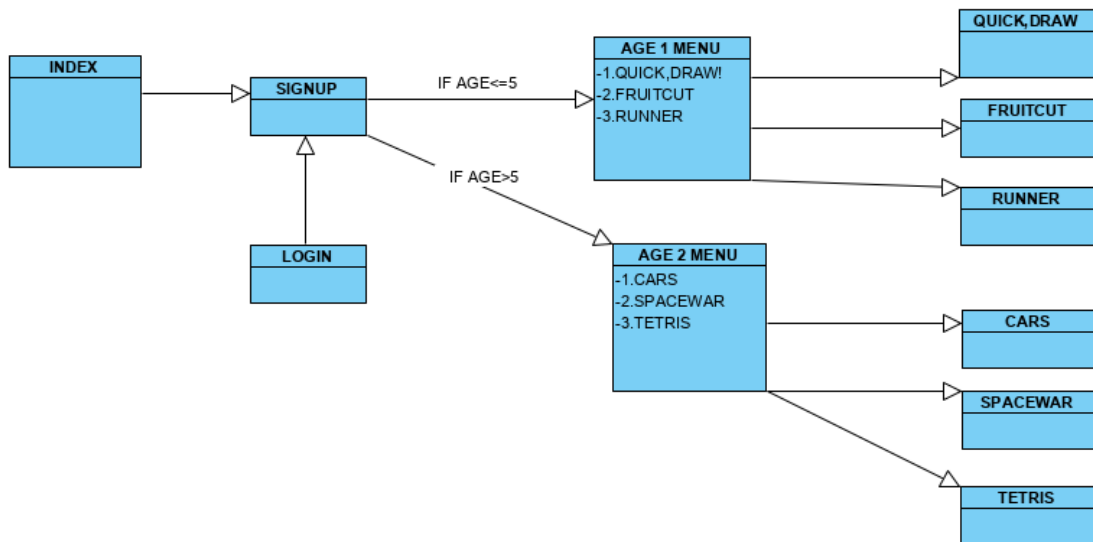 INDEX
SIGNUP
LOGIN
IF AGE<=5
IF AGE>5
AGE 1 MENU
-1.QUICK,DRAW!
-2.FRUITCUT
-3.RUNNER
AGE 2 MENU
-1.CARS
-2.SPACEWAR
-3.TETRIS
QUICK,DRAW
FRUITCUT
RUNNER
CARS
SPACEWAR
TETRIS